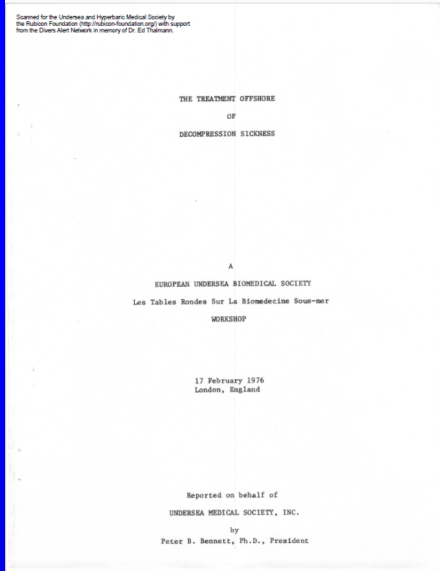 Scanned for the Undersea and Hyperbaric Medical Society by
the Rubicon Foundation (http://rubicon-foundation.org/) with support
from the Divers Alert Network in memory of Dr. Ed Thalmann.
THE TREATMENT OFFSHORE
OF
DECOMPRESSION SICKNESS
A
EUROPEAN UNDERSEA BIOMEDICAL SOCIETY
Les Tables Rondes Sur La Biomedecine Sous-mer
WORKSHOP
17 February 1976
London, England
Reported on behalf of
UNDERSEA MEDICAL SOCIETY, INC.
by
Peter B. Bennett, Ph.D., President